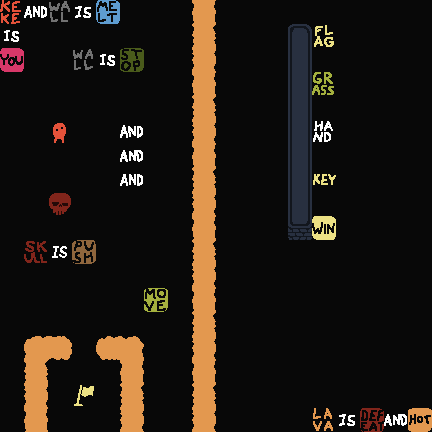 KEKE AND WALL IS MELT
IS
YOU WALL IS STOP
FLAG
GRASS
AND HAND
AND
AND KEY
WIN
SKULL IS PUSH
MOVE
LAVA IS DEFEAT AND HOT